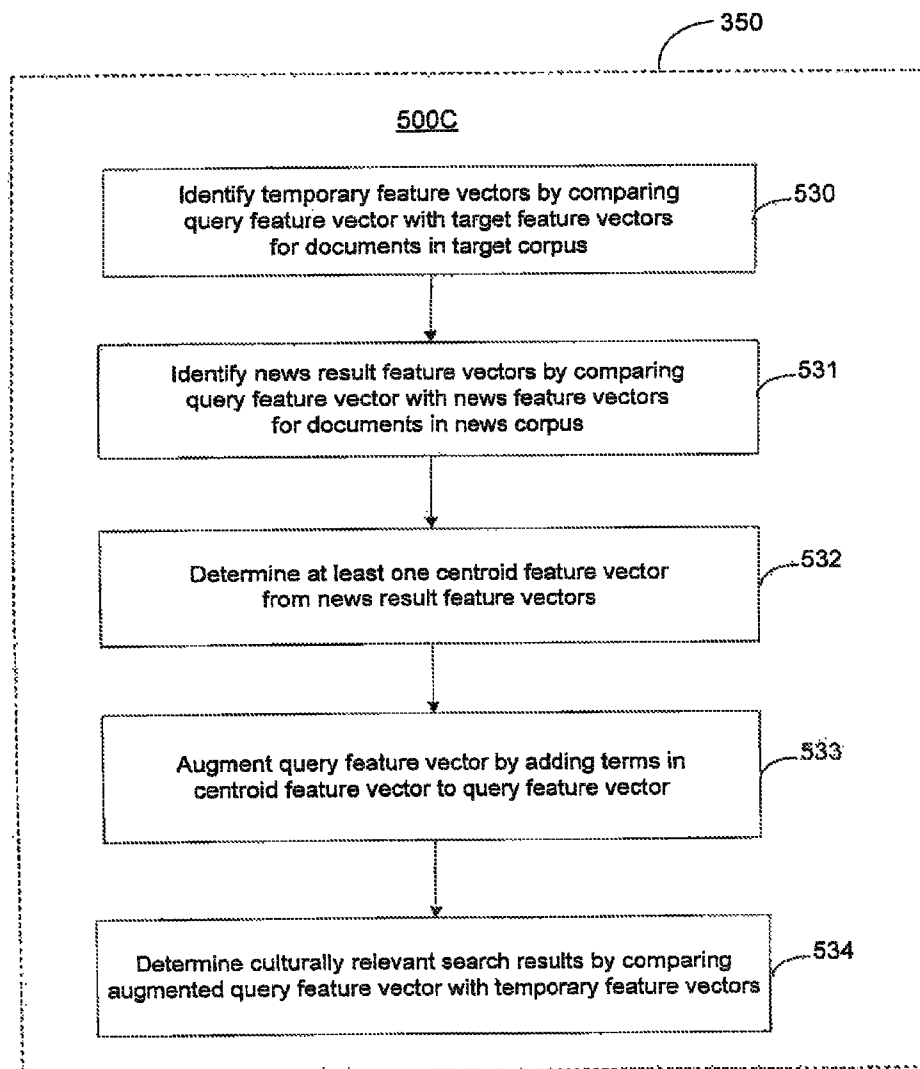 350
500C
Identify temporary feature vectors by comparing
query feature vector with target feature vectors
for documents in target corpus
530
Identify news result feature vectors by comparing
query feature vector with news feature vectors
for documents in news corpus
531
Determine at least one centroid feature vector
from news result feature vectors
532
Augment query feature vector by adding terms in
centroid feature vector to query feature vector
533
Determine culturally relevant search results by comparing
augmented query feature vector with temporary feature vectors
534